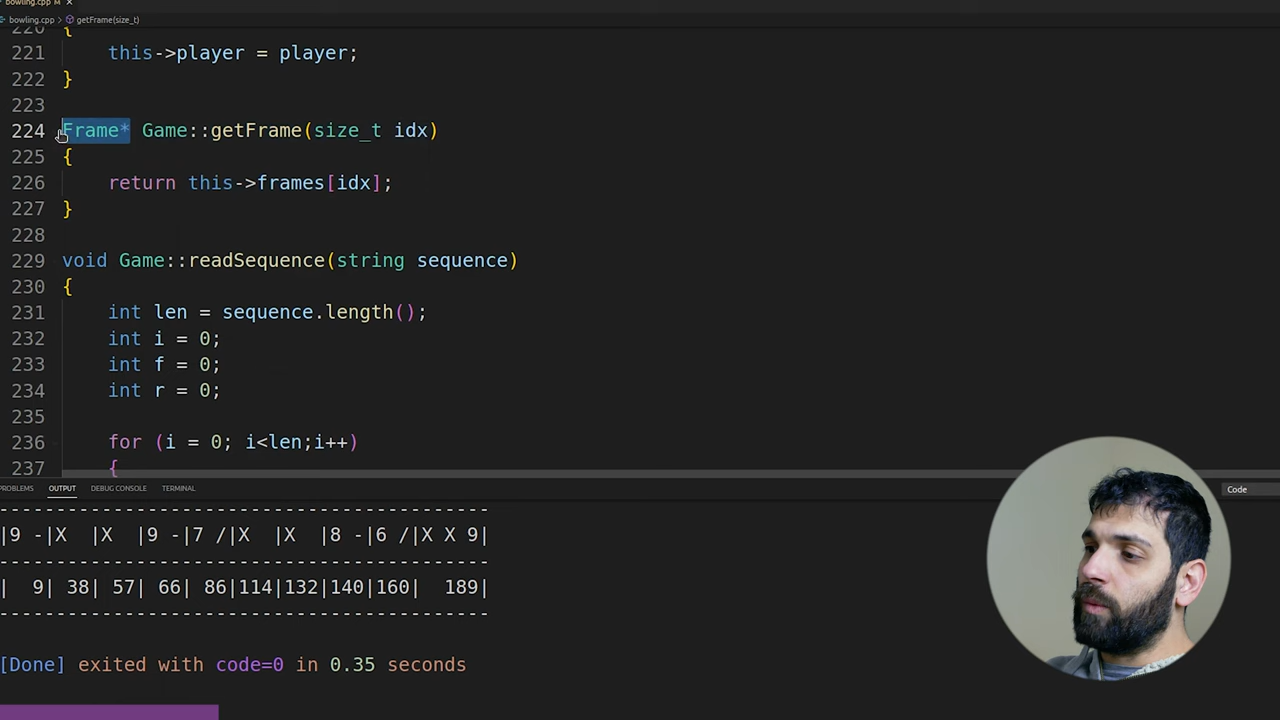 bowling.cpp M ×
bowling.cpp > getFrame(size_t)
220 {
221 this->player = player;
222 }
223
224 Frame* Game::getFrame(size_t idx)
225 {
226 return this->frames[idx];
227 }
228
229 void Game::readSequence(string sequence)
230 {
231 int len = sequence.length();
232 int i = 0;
233 int f = 0;
234 int r = 0;
235
236 for (i = 0; i<len;i++)
237 {
PROBLEMS OUTPUT DEBUG CONSOLE TERMINAL Code
-------------------------------------------
|9 -|X  |X  |9 -|7 /|X  |X  |8 -|6 /|X X 9|
-------------------------------------------
|  9| 38| 57| 66| 86|114|132|140|160|  189|
-------------------------------------------
[Done] exited with code=0 in 0.35 seconds